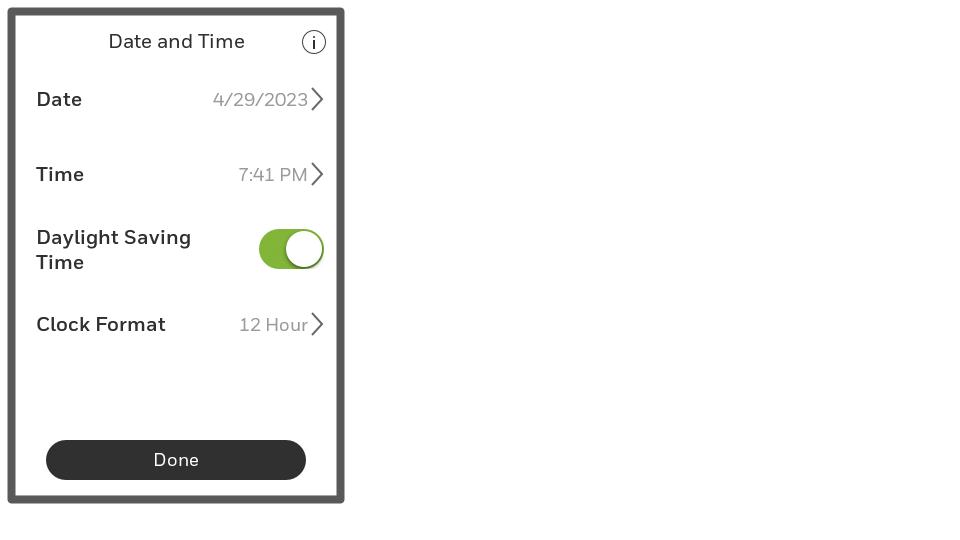 Date and Time
Date 4/29/2023
Time 7:41 PM
Daylight Saving
Time
Clock Format 12 Hour
Done